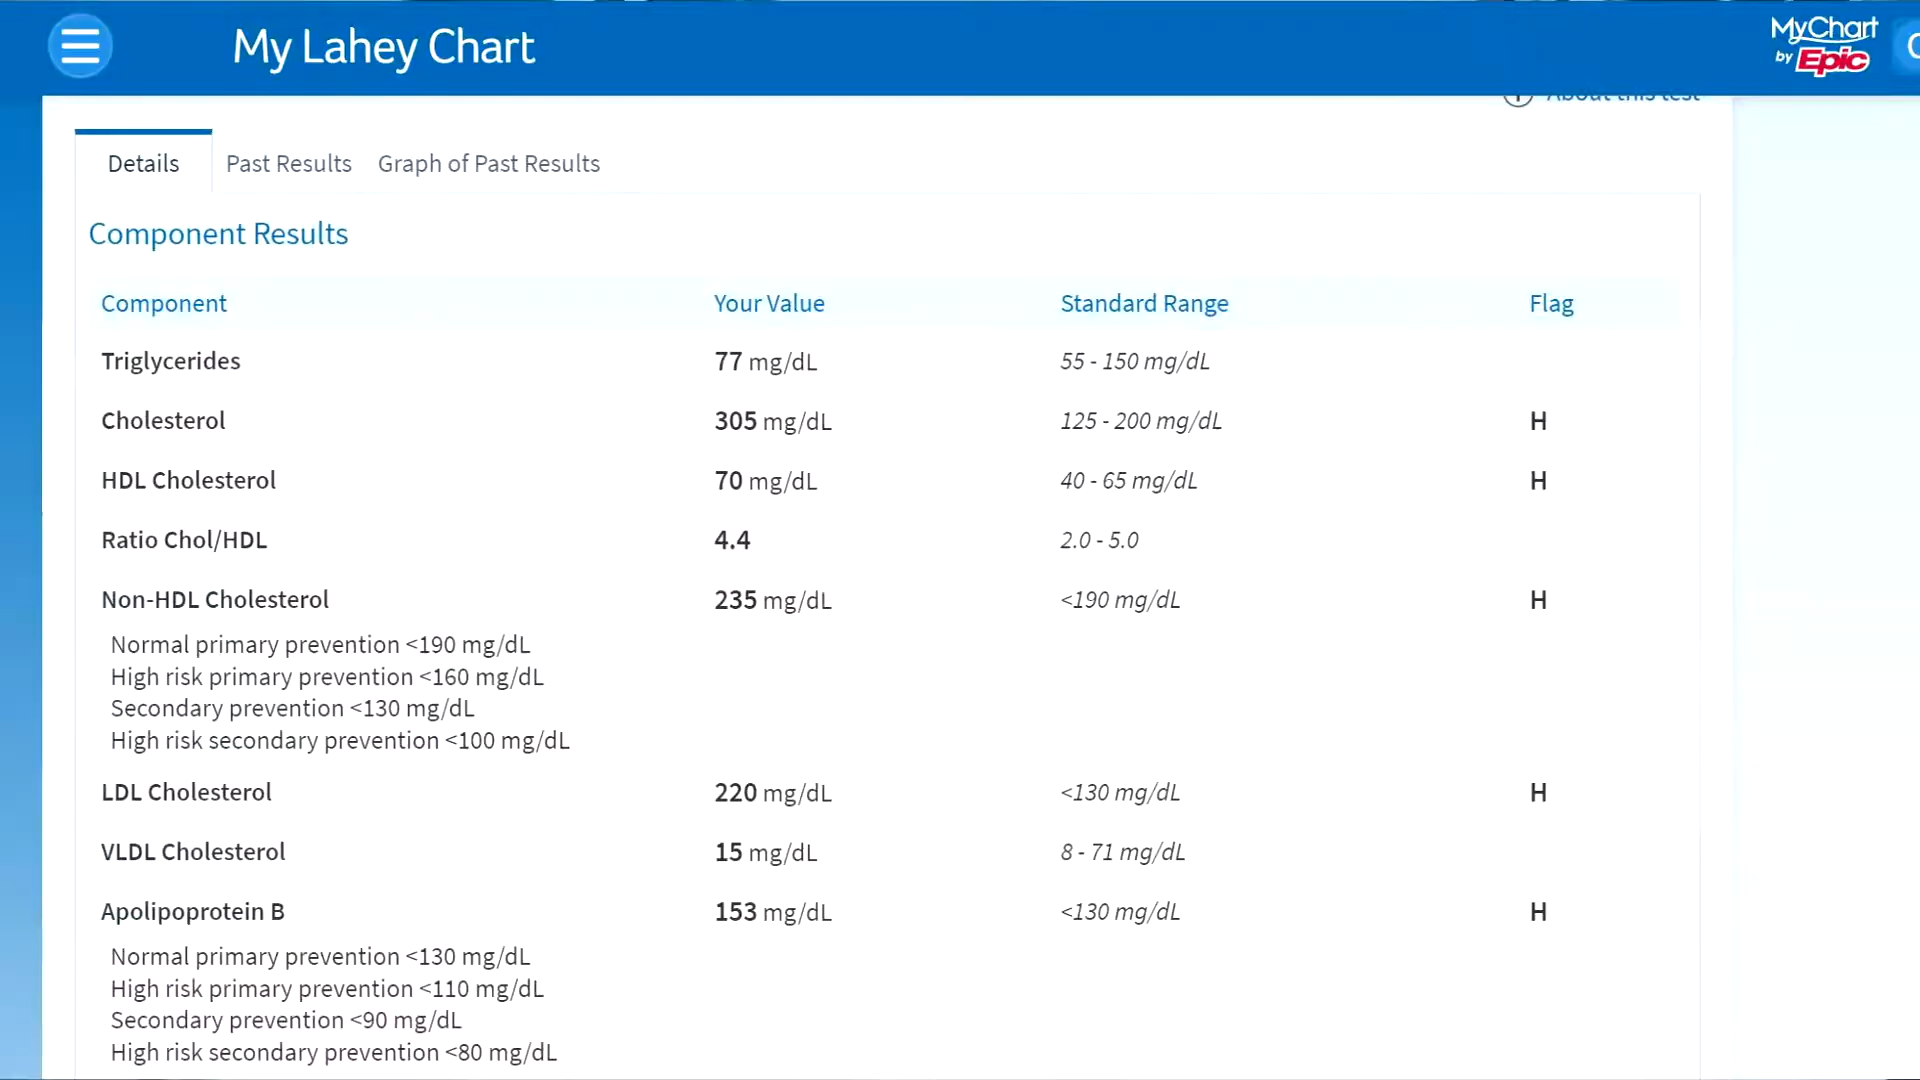 My Lahey Chart
MyChart
by Epic
About this test
Details Past Results Graph of Past Results
Component Results
Component Your Value Standard Range Flag
Triglycerides 77 mg/dL 55 - 150 mg/dL
Cholesterol 305 mg/dL 125 - 200 mg/dL H
HDL Cholesterol 70 mg/dL 40 - 65 mg/dL H
Ratio Chol/HDL 4.4 2.0 - 5.0
Non-HDL Cholesterol 235 mg/dL <190 mg/dL H
Normal primary prevention <190 mg/dL
High risk primary prevention <160 mg/dL
Secondary prevention <130 mg/dL
High risk secondary prevention <100 mg/dL
LDL Cholesterol 220 mg/dL <130 mg/dL H
VLDL Cholesterol 15 mg/dL 8 - 71 mg/dL
Apolipoprotein B 153 mg/dL <130 mg/dL H
Normal primary prevention <130 mg/dL
High risk primary prevention <110 mg/dL
Secondary prevention <90 mg/dL
High risk secondary prevention <80 mg/dL